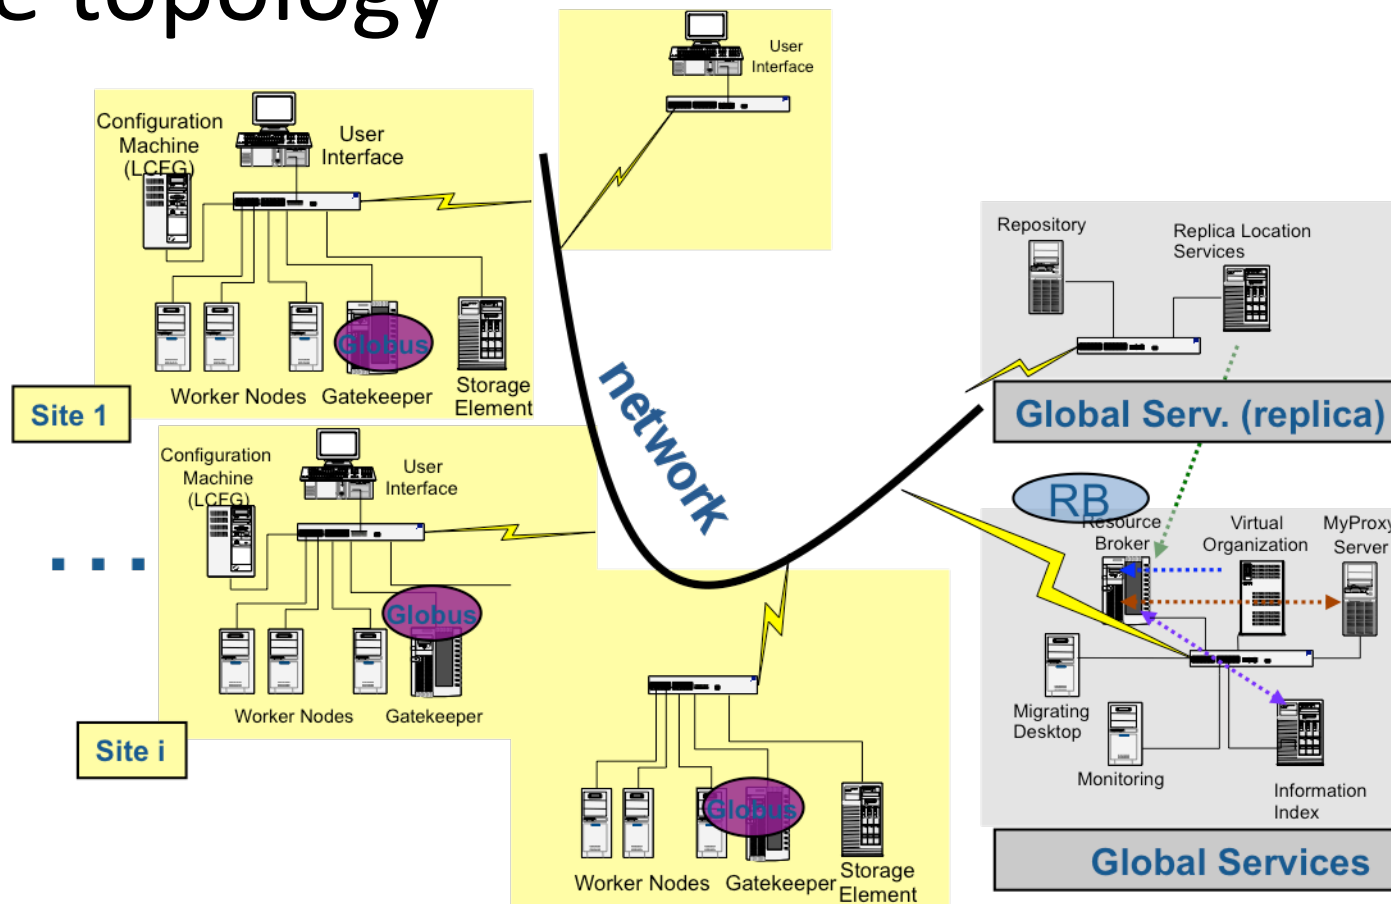 e topology
User
Interface
Configuration
Machine
(LCFG)
User
Interface
Globus
Worker Nodes
Gatekeeper
Storage
Element
Site 1
Configuration
Machine
(LCFG)
User
Interface
Globus
Worker Nodes
Gatekeeper
Site i
network
Globus
Worker Nodes
Gatekeeper
Storage
Element
Repository
Replica Location
Services
Global Serv. (replica)
RB
Resource
Broker
Virtual
Organization
MyProxy
Server
Migrating
Desktop
Monitoring
Information
Index
Global Services